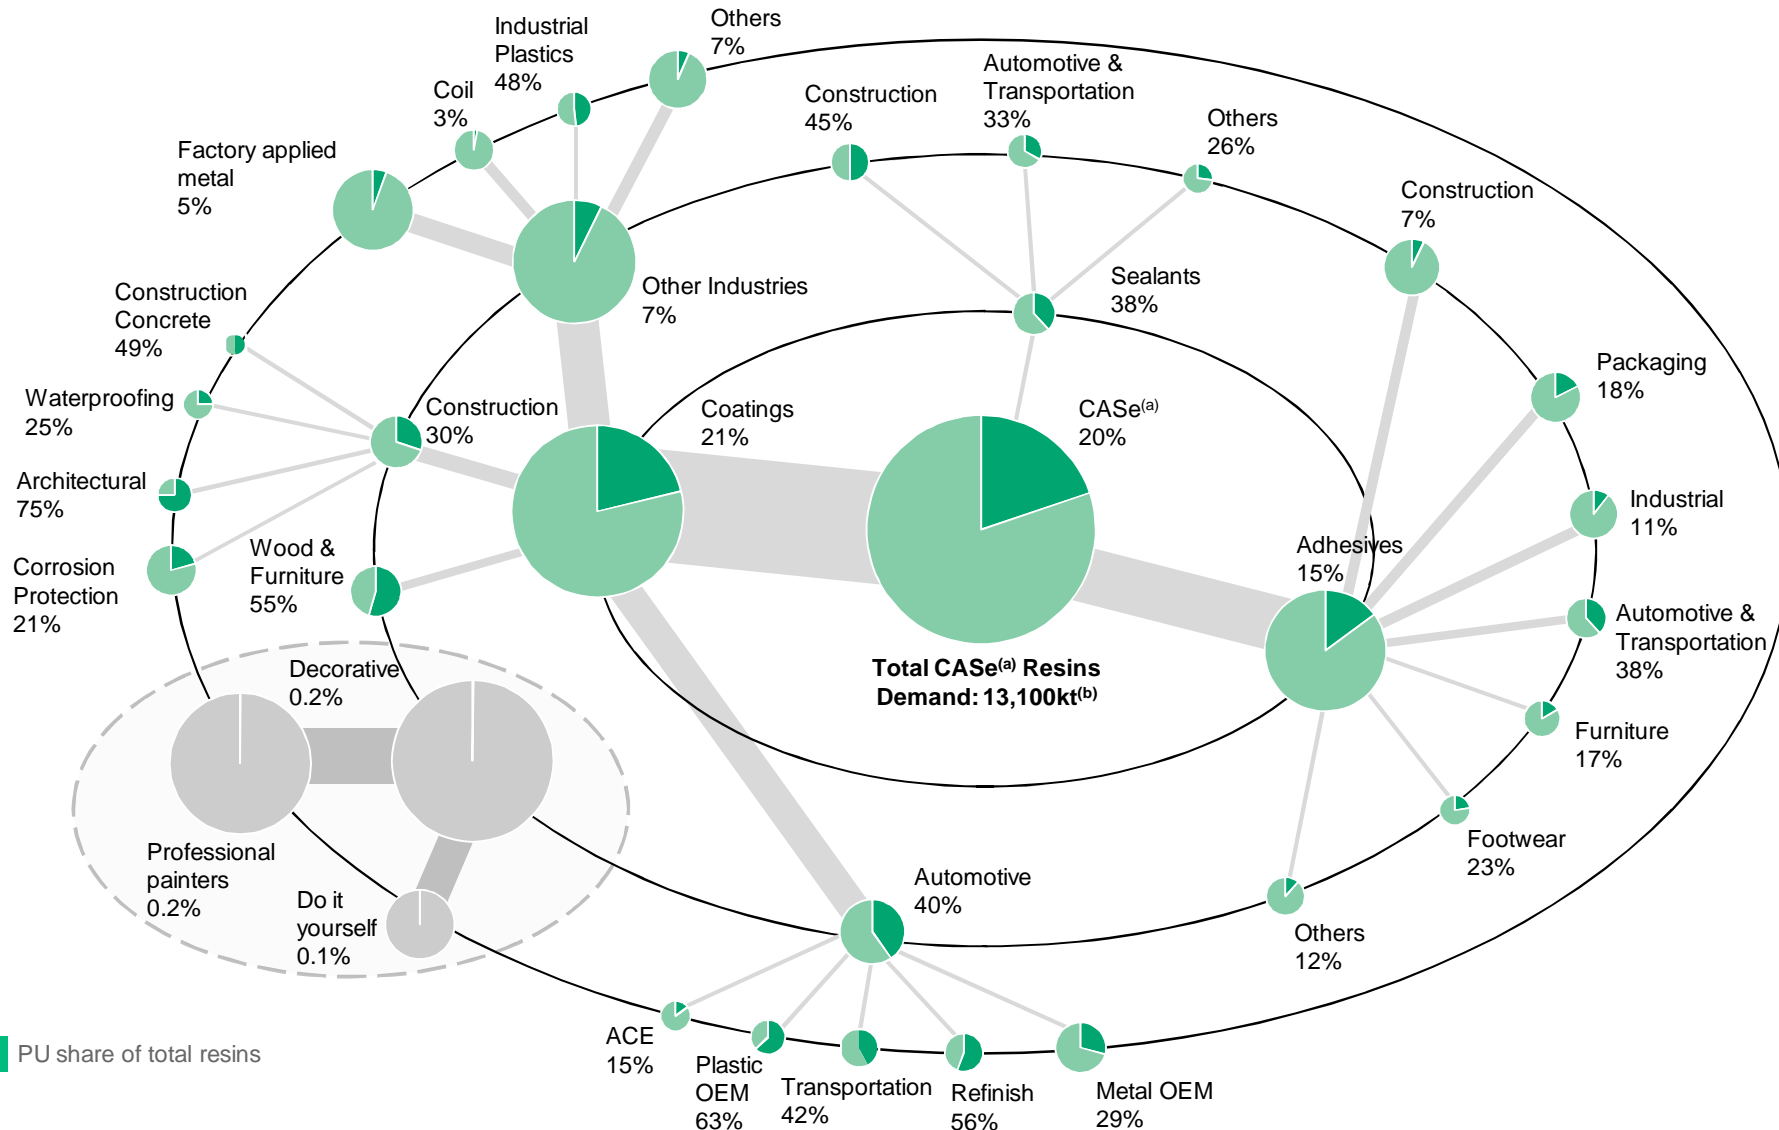 Industrial
Plastics
48%
Others
7%
Coil
3%
Factory applied
metal
5%
Construction
45%
Automotive &
Transportation
33%
Others
26%
Construction
7%
Other Industries
7%
Sealants
38%
Construction
Concrete
49%
Waterproofing
25%
Architectural
75%
Corrosion
Protection
21%
Construction
30%
Wood &
Furniture
55%
Coatings
21%
CASe(a)
20%
Total CASe(a) Resins
Demand: 13,100kt(b)
Adhesives
15%
Packaging
18%
Industrial
11%
Automotive &
Transportation
38%
Furniture
17%
Footwear
23%
Others
12%
Decorative
0.2%
Professional
painters
0.2%
Do it
yourself
0.1%
Automotive
40%
ACE
15%
Plastic
OEM
63%
Transportation
42%
Refinish
56%
Metal OEM
29%
PU share of total resins